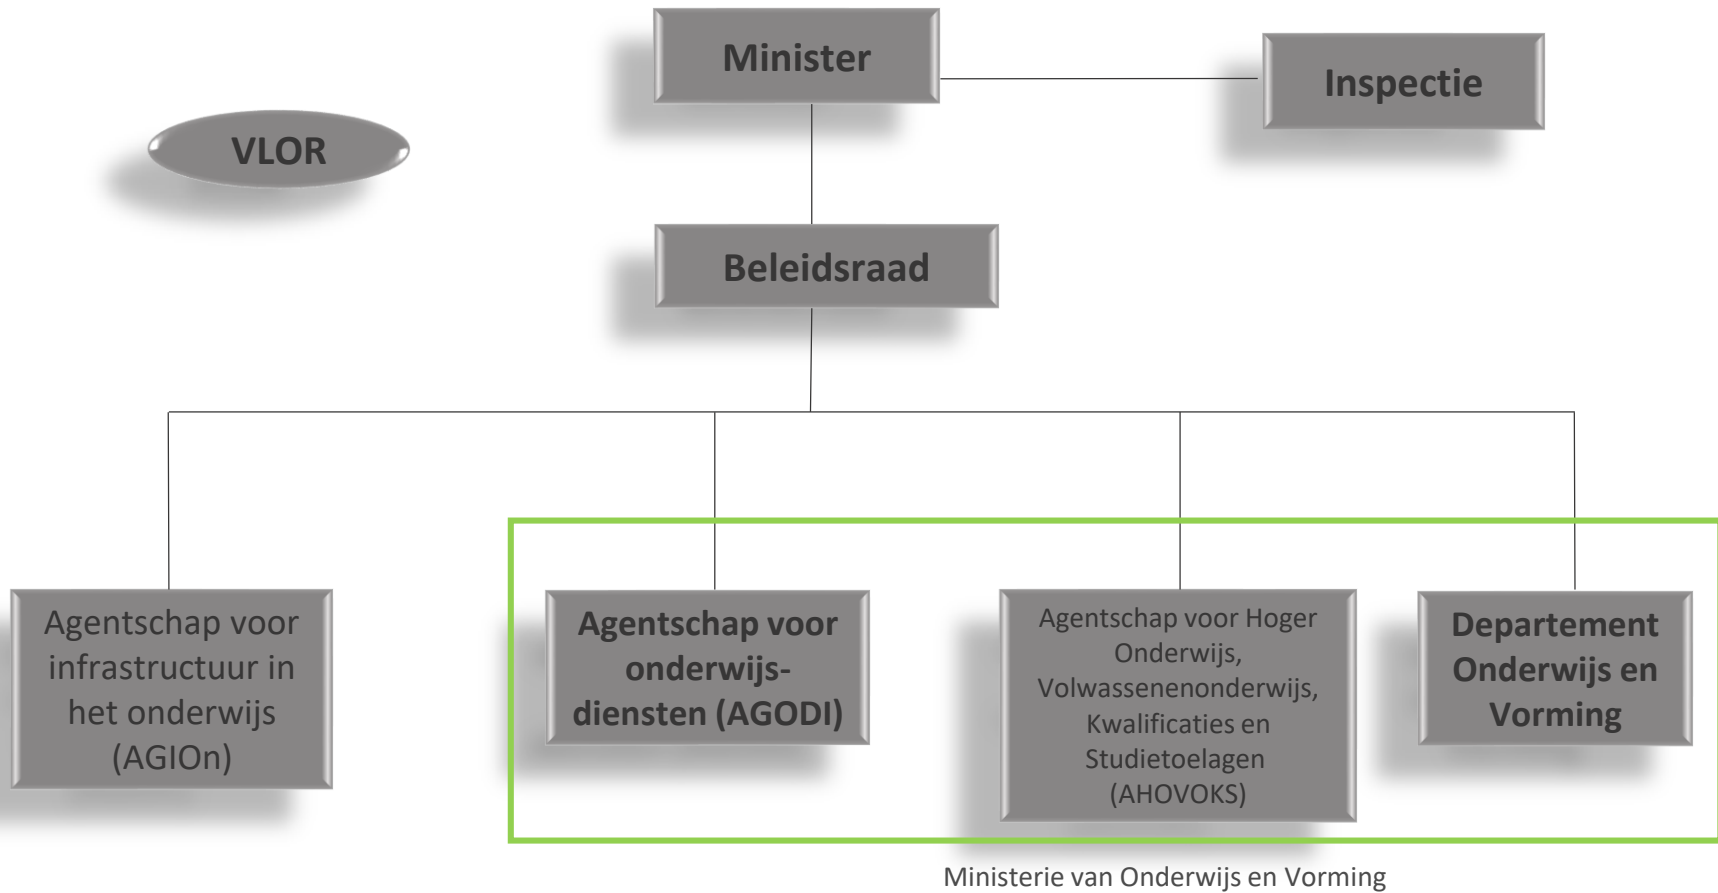 Minister
Inspectie
VLOR
Beleidsraad
Agentschap voor
infrastructuur in
het onderwijs
(AGIOn)
Agentschap voor
onderwijs-
diensten (AGODI)
Agentschap voor Hoger
Onderwijs,
Volwassenenonderwijs,
Kwalificaties en
Studietoelagen
(AHOVOKS)
Departement
Onderwijs en
Vorming
Ministerie van Onderwijs en Vorming